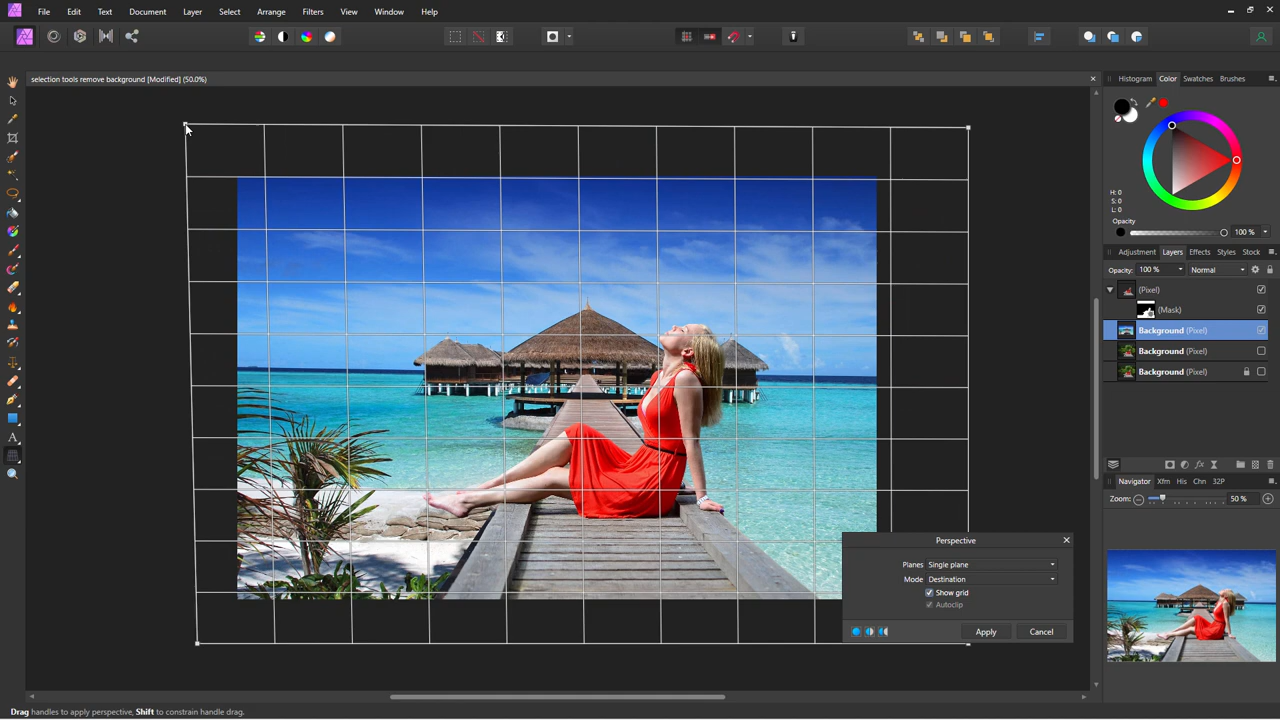 File Edit Text Document Layer Select Arrange Filters View Window Help
selection tools remove background [Modified] (50.0%)
Histogram Color Swatches Brushes
H: 0
S: 0
L: 0
Opacity
100 %
Adjustment Layers Effects Styles Stock
Opacity: 100 % Normal
(Pixel)
(Mask)
Background (Pixel)
Background (Pixel)
Background (Pixel)
Navigator Xfm His Chn 32P
Zoom: 50 %
Perspective
Planes Single plane
Mode Destination
Show grid
Autoclip
Apply Cancel
Drag handles to apply perspective, Shift to constrain handle drag.